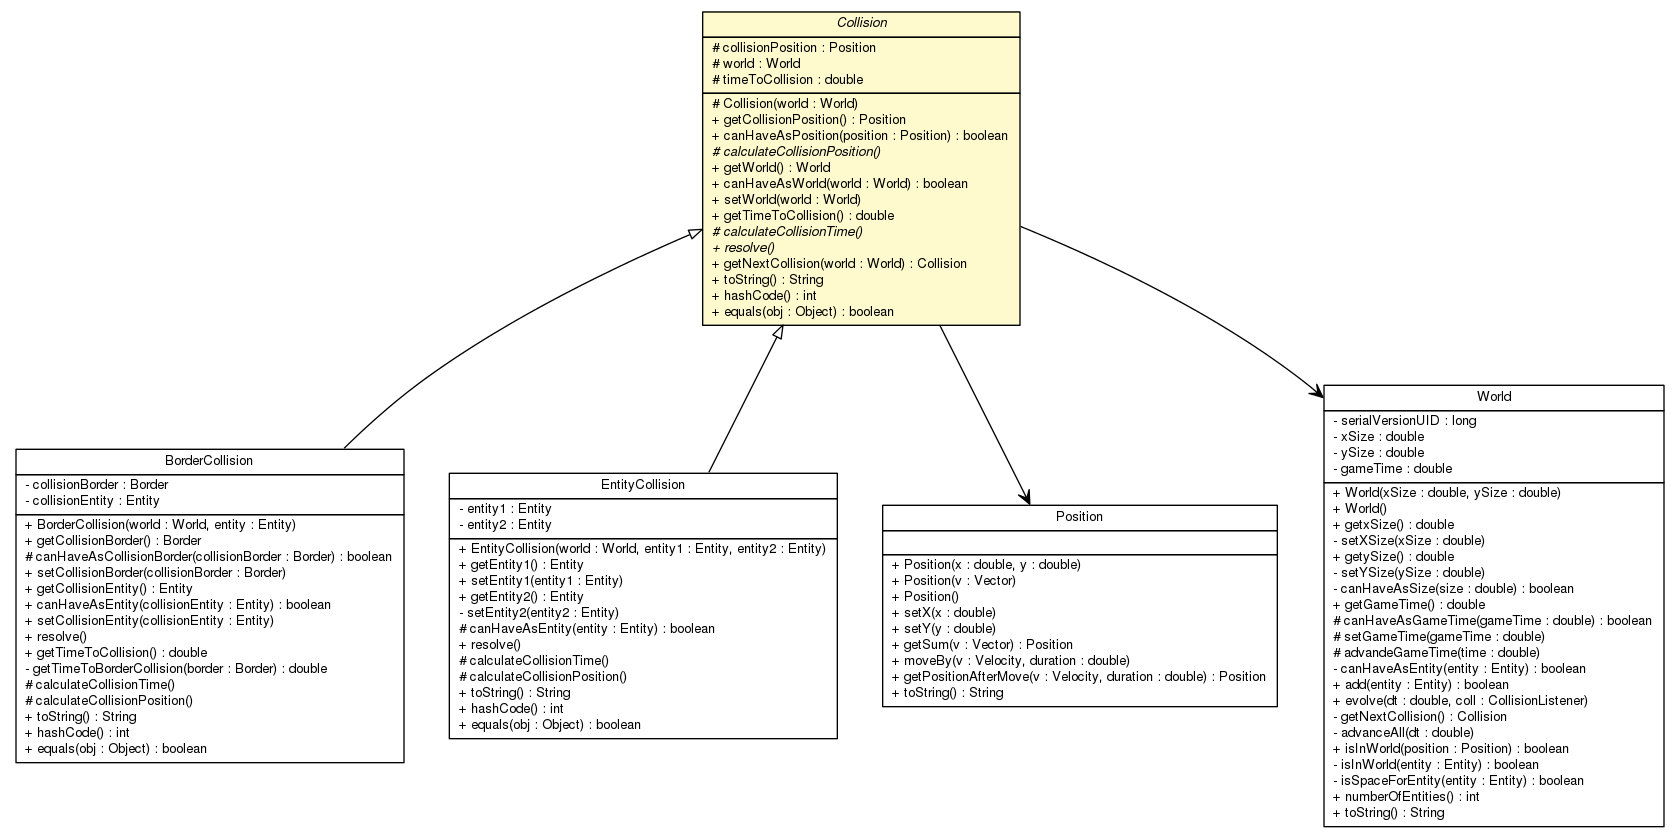 Collision
# collisionPosition : Position
# world : World
# timeToCollision : double
# Collision(world : World)
+ getCollisionPosition() : Position
+ canHaveAsPosition(position : Position) : boolean
# calculateCollisionPosition()
+ getWorld() : World
+ canHaveAsWorld(world : World) : boolean
+ setWorld(world : World)
+ getTimeToCollision() : double
# calculateCollisionTime()
+ resolve()
+ getNextCollision(world : World) : Collision
+ toString() : String
+ hashCode() : int
+ equals(obj : Object) : boolean
BorderCollision
- collisionBorder : Border
- collisionEntity : Entity
+ BorderCollision(world : World, entity : Entity)
+ getCollisionBorder() : Border
# canHaveAsCollisionBorder(collisionBorder : Border) : boolean
+ setCollisionBorder(collisionBorder : Border)
+ getCollisionEntity() : Entity
+ canHaveAsEntity(collisionEntity : Entity) : boolean
+ setCollisionEntity(collisionEntity : Entity)
+ resolve()
+ getTimeToCollision() : double
- getTimeToBorderCollision(border : Border) : double
# calculateCollisionTime()
# calculateCollisionPosition()
+ toString() : String
+ hashCode() : int
+ equals(obj : Object) : boolean
EntityCollision
- entity1 : Entity
- entity2 : Entity
+ EntityCollision(world : World, entity1 : Entity, entity2 : Entity)
+ getEntity1() : Entity
+ setEntity1(entity1 : Entity)
+ getEntity2() : Entity
- setEntity2(entity2 : Entity)
# canHaveAsEntity(entity : Entity) : boolean
+ resolve()
# calculateCollisionTime()
# calculateCollisionPosition()
+ toString() : String
+ hashCode() : int
+ equals(obj : Object) : boolean
Position
+ Position(x : double, y : double)
+ Position(v : Vector)
+ Position()
+ setX(x : double)
+ setY(y : double)
+ getSum(v : Vector) : Position
+ moveBy(v : Velocity, duration : double)
+ getPositionAfterMove(v : Velocity, duration : double) : Position
+ toString() : String
World
- serialVersionUID : long
- xSize : double
- ySize : double
- gameTime : double
+ World(xSize : double, ySize : double)
+ World()
+ getxSize() : double
- setXSize(xSize : double)
+ getySize() : double
- setYSize(ySize : double)
- canHaveAsSize(size : double) : boolean
+ getGameTime() : double
# canHaveAsGameTime(gameTime : double) : boolean
# setGameTime(gameTime : double)
# advandeGameTime(time : double)
- canHaveAsEntity(entity : Entity) : boolean
+ add(entity : Entity) : boolean
+ evolve(dt : double, coll : CollisionListener)
- getNextCollision() : Collision
- advanceAll(dt : double)
+ isInWorld(position : Position) : boolean
- isInWorld(entity : Entity) : boolean
- isSpaceForEntity(entity : Entity) : boolean
+ numberOfEntities() : int
+ toString() : String